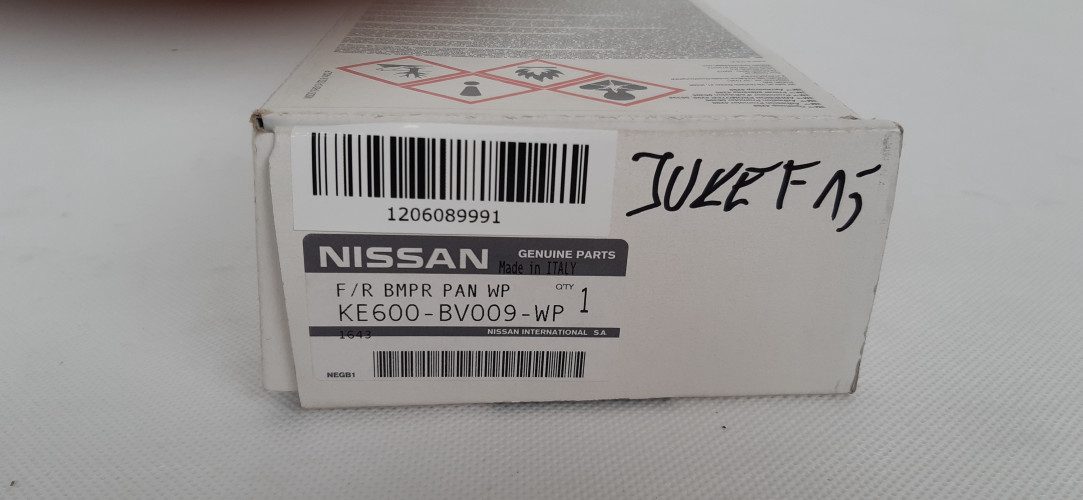 1206089991
JUKE F15
NISSAN GENUINE PARTS
Made in ITALY
F/R BMPR PAN WP Q'TY 1
KE600-BV009-WP
1643 NISSAN INTERNATIONAL S.A
NEGB1